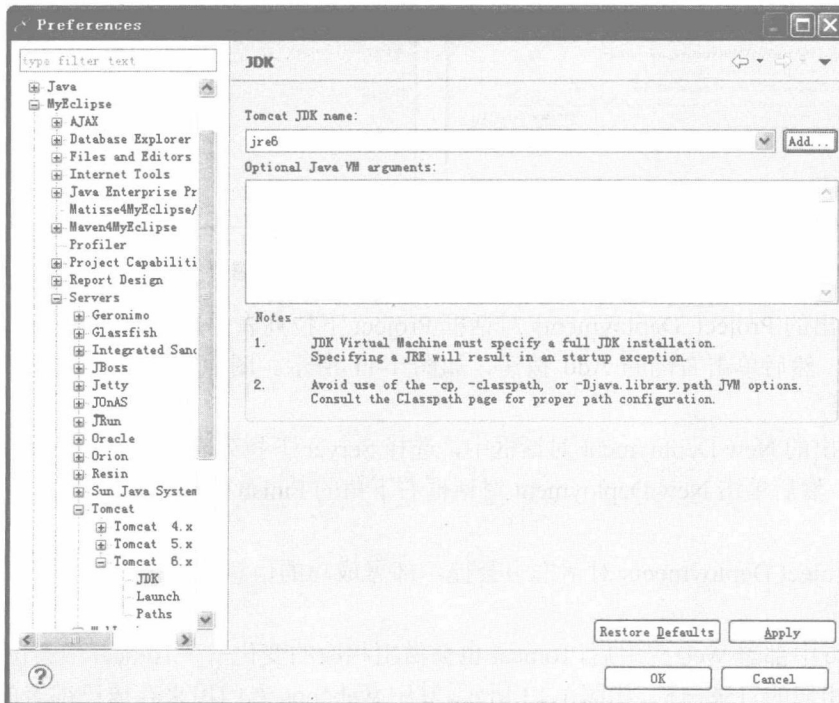 Preferences
type filter text
Java
MyEclipse
AJAX
Database Explorer
Files and Editors
Internet Tools
Java Enterprise Pr
Matisse4MyEclipse/
Maven4MyEclipse
Profiler
Project Capabiliti
Report Design
Servers
Geronimo
Glassfish
Integrated Sand
JBoss
Jetty
JOnAS
JRun
Oracle
Orion
Resin
Sun Java System
Tomcat
Tomcat 4.x
Tomcat 5.x
Tomcat 6.x
JDK
Launch
Paths
JDK
Tomcat JDK name:
jre6
Add...
Optional Java VM arguments:
Notes
1. JDK Virtual Machine must specify a full JDK installation.
Specifying a JRE will result in an startup exception.
2. Avoid use of the -cp, -classpath, or -Djava.library.path JVM options.
Consult the Classpath page for proper path configuration.
Restore Defaults
Apply
OK
Cancel